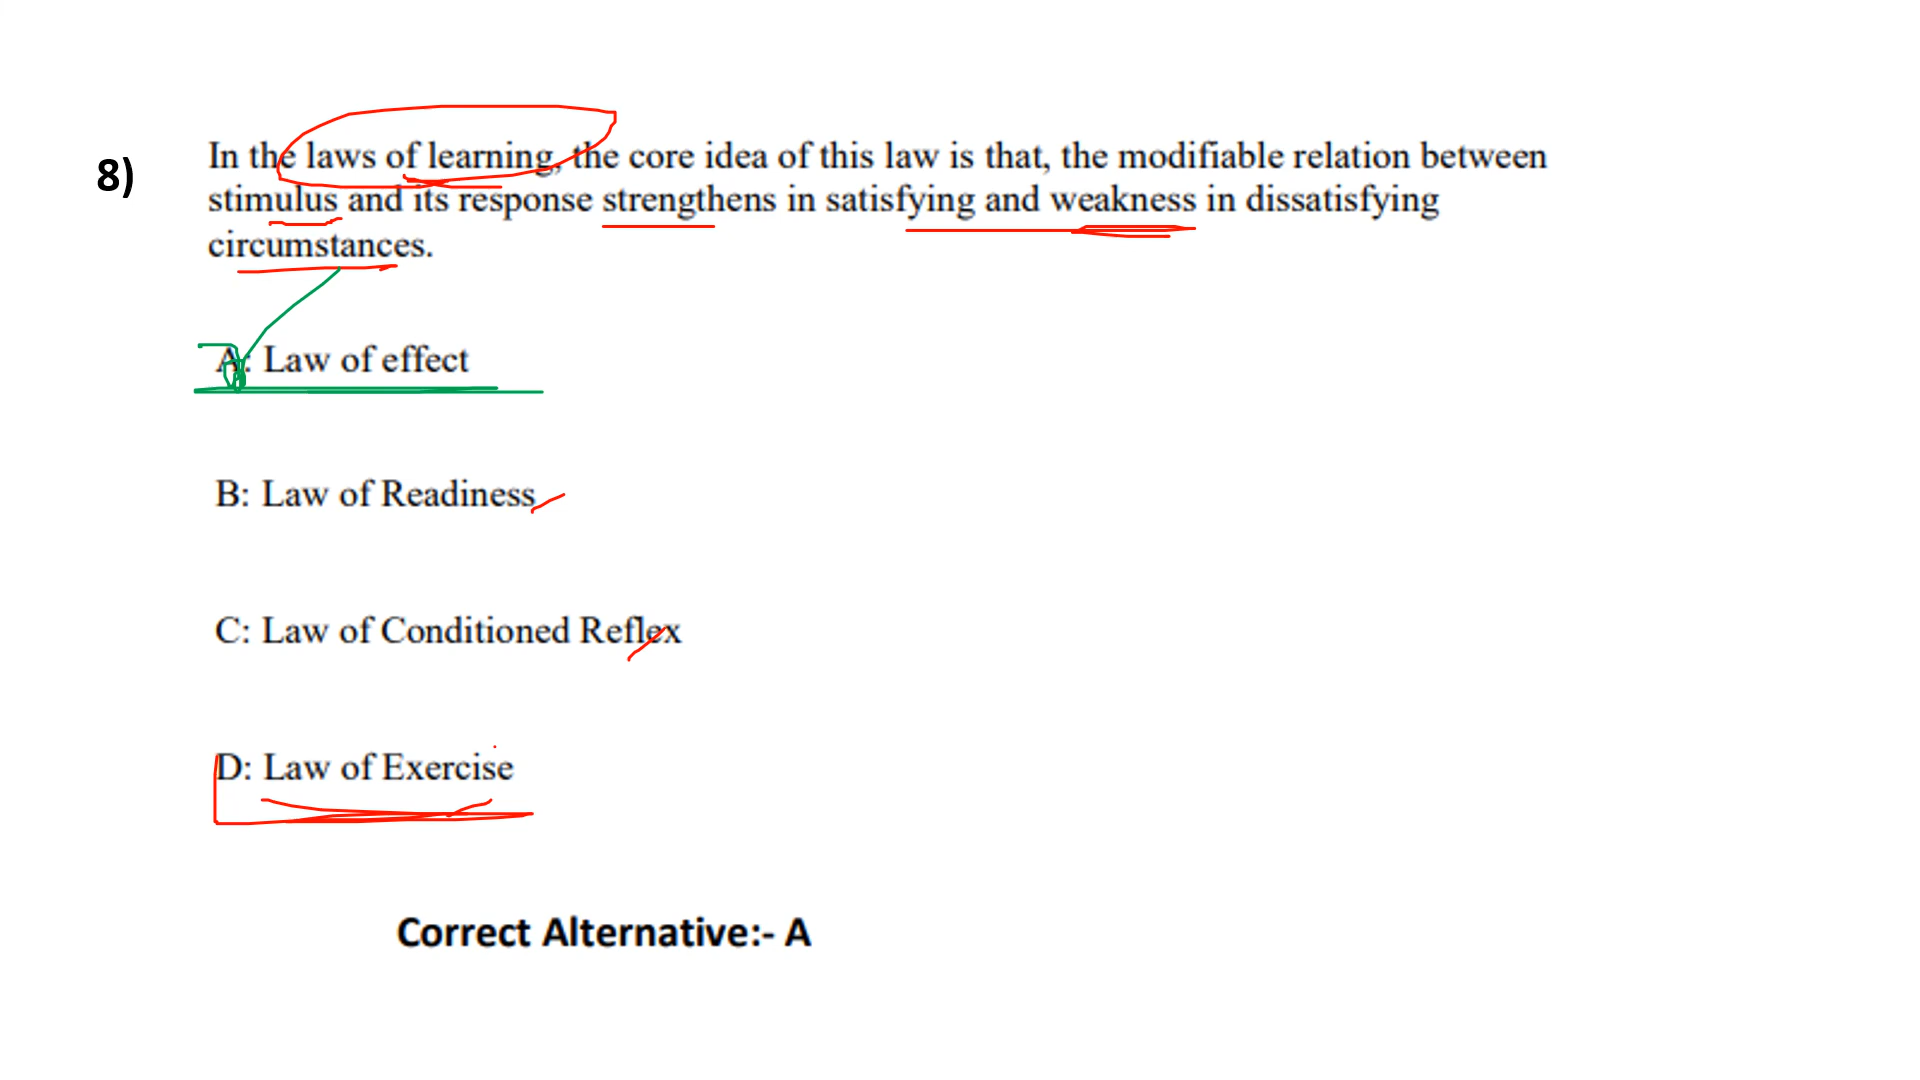 8)
In the laws of learning, the core idea of this law is that, the modifiable relation between
stimulus and its response strengthens in satisfying and weakness in dissatisfying
circumstances.
A: Law of effect
B: Law of Readiness
C: Law of Conditioned Reflex
D: Law of Exercise
Correct Alternative:- A